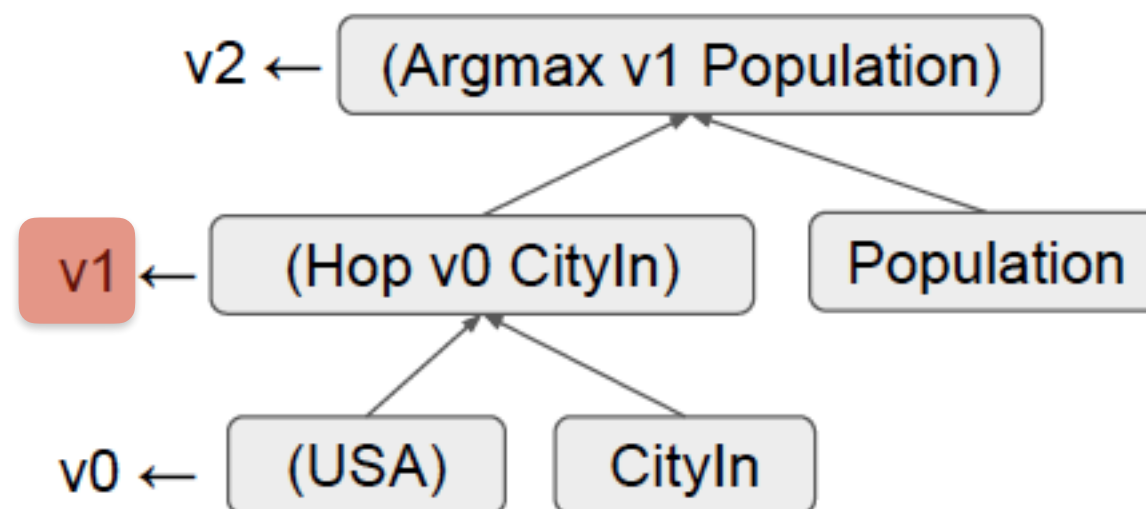 v2 ← (Argmax v1 Population)
v1 ← (Hop v0 CityIn) Population
v0 ← (USA) CityIn